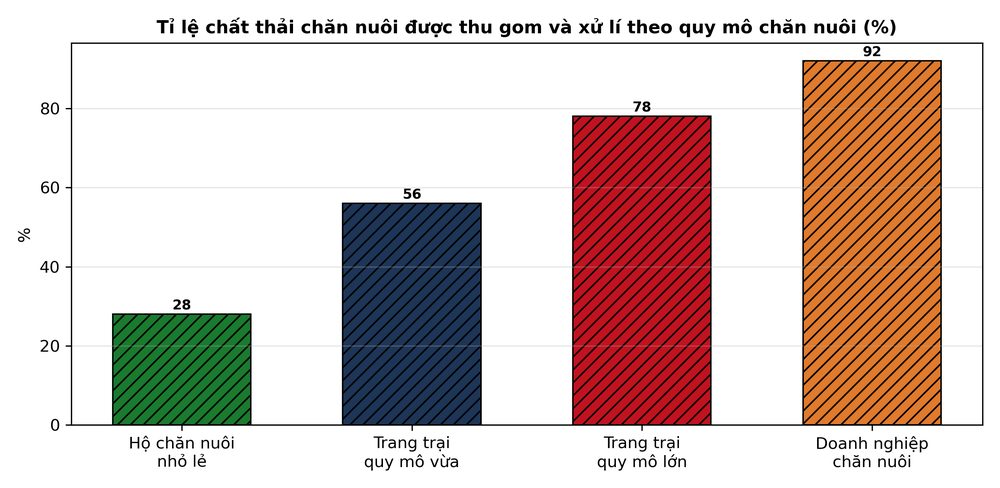 Tỉ lệ chất thải chăn nuôi được thu gom và xử lí theo quy mô chăn nuôi (%)
%
80
60
40
20
0
28
56
78
92
Hộ chăn nuôi
nhỏ lẻ
Trang trại
quy mô vừa
Trang trại
quy mô lớn
Doanh nghiệp
chăn nuôi